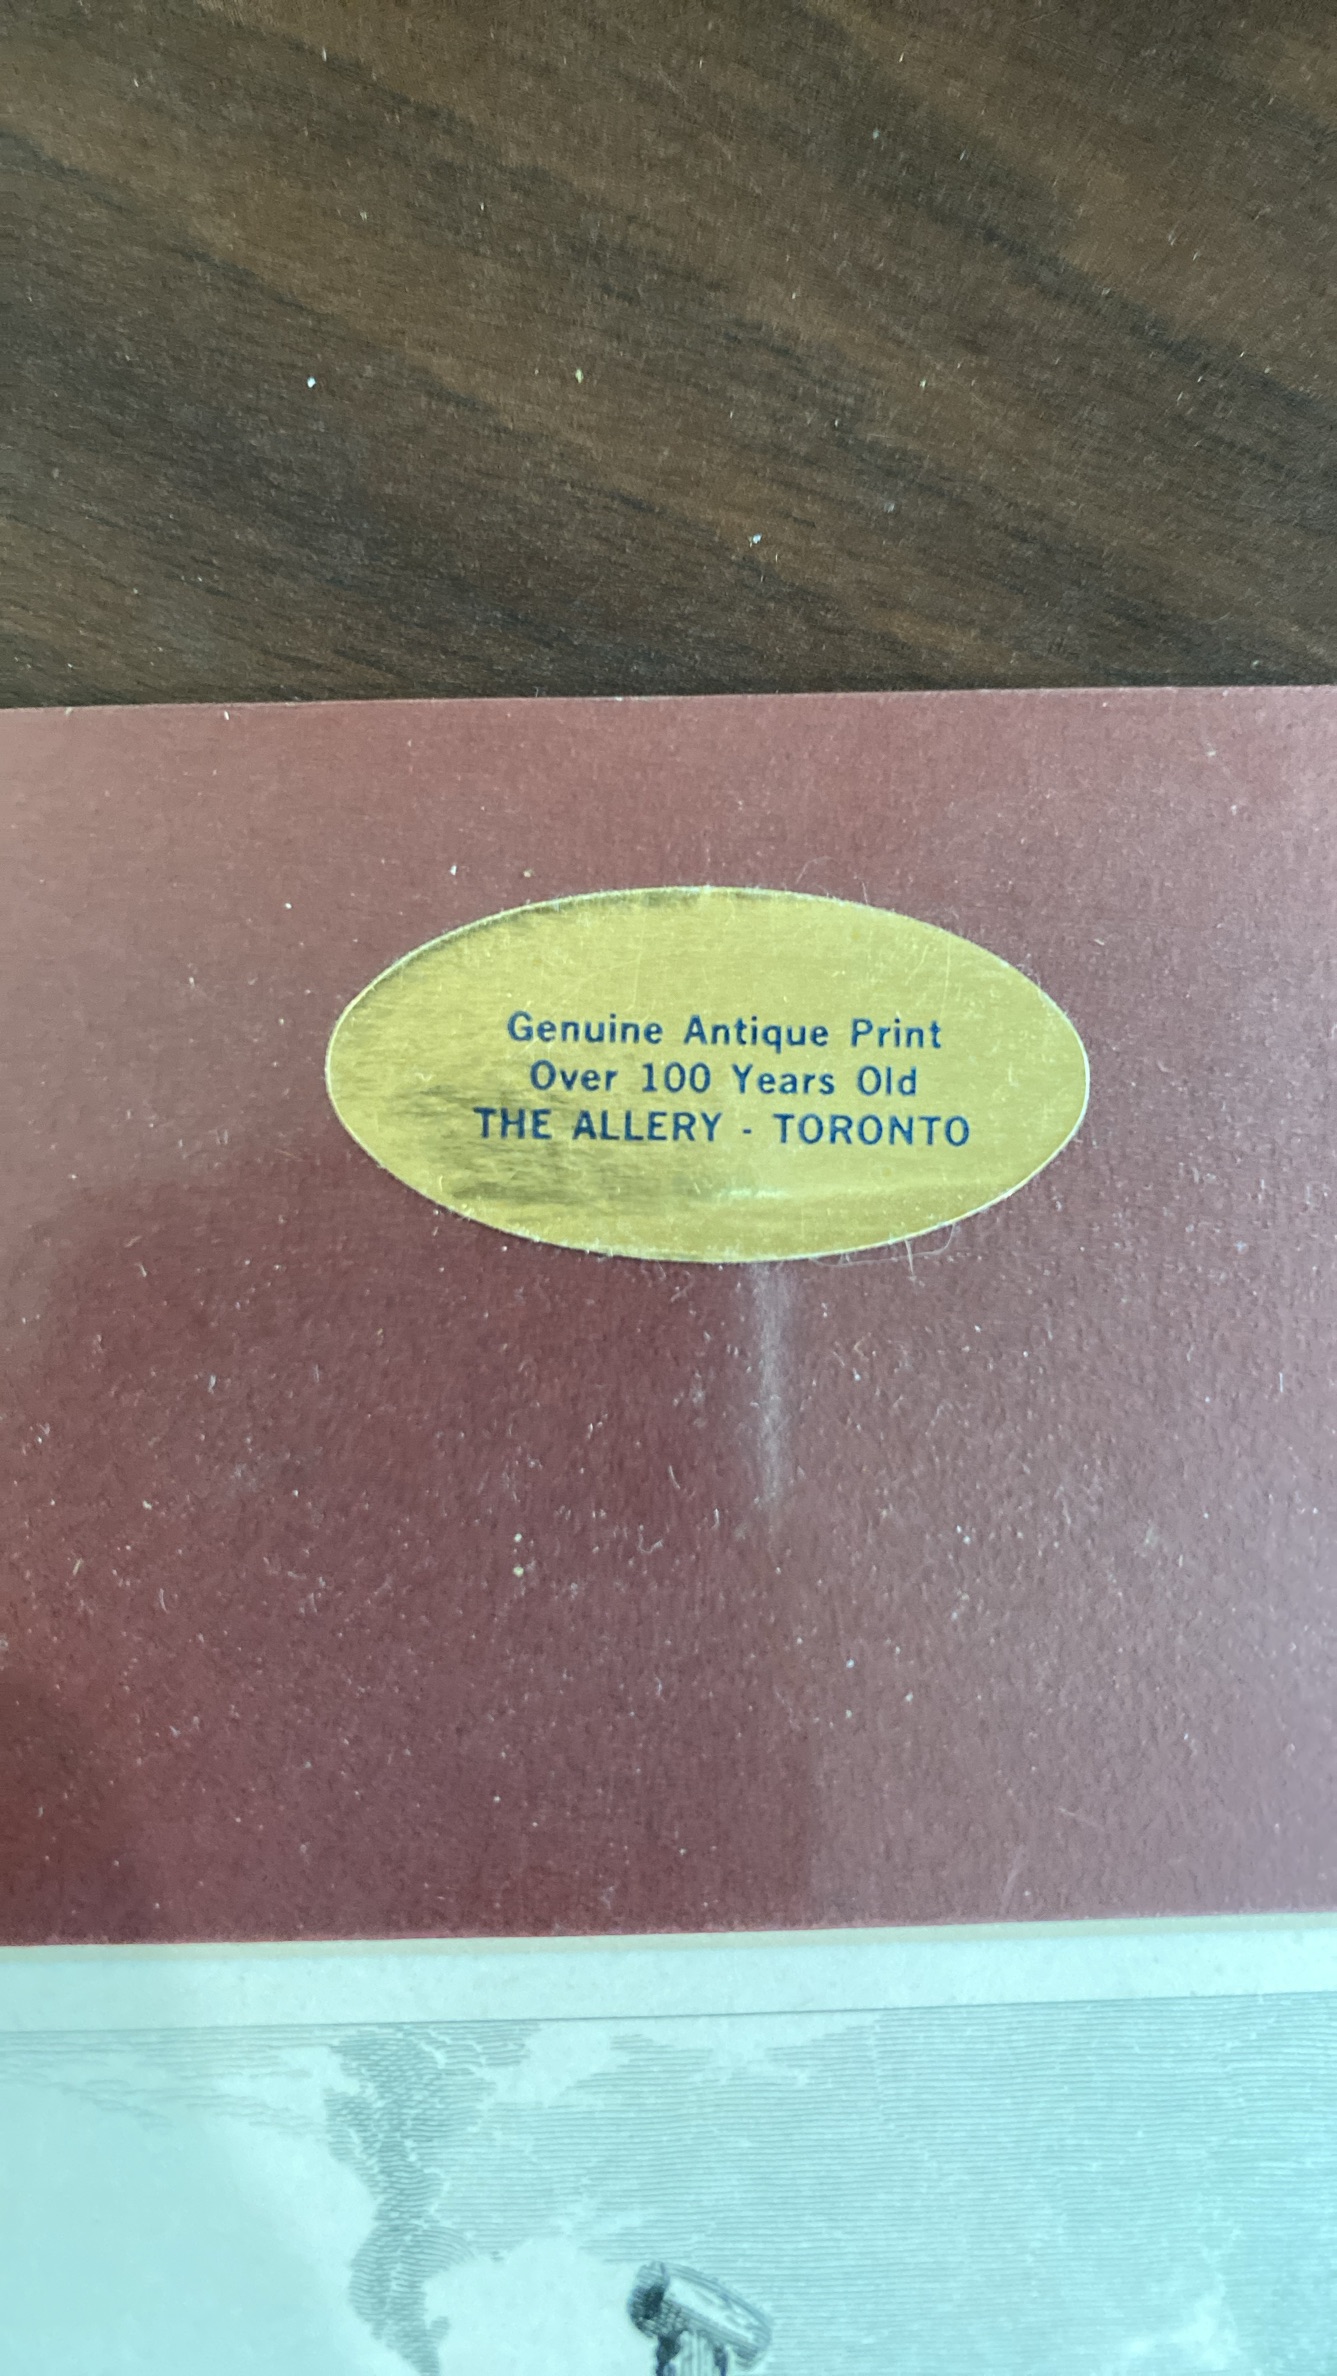 Genuine Antique Print
Over 100 Years Old
THE ALLERY - TORONTO